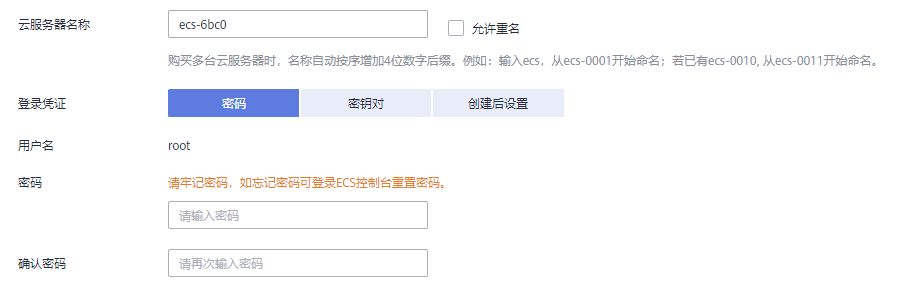 云服务器名称 ecs-6bc0 允许重名
购买多台云服务器时，名称自动按序增加4位数字后缀。例如：输入ecs，从ecs-0001开始命名；若已有ecs-0010, 从ecs-0011开始命名。
登录凭证 密码 密钥对 创建后设置
用户名 root
密码 请牢记密码，如忘记密码可登录ECS控制台重置密码。
请输入密码
确认密码 请再次输入密码